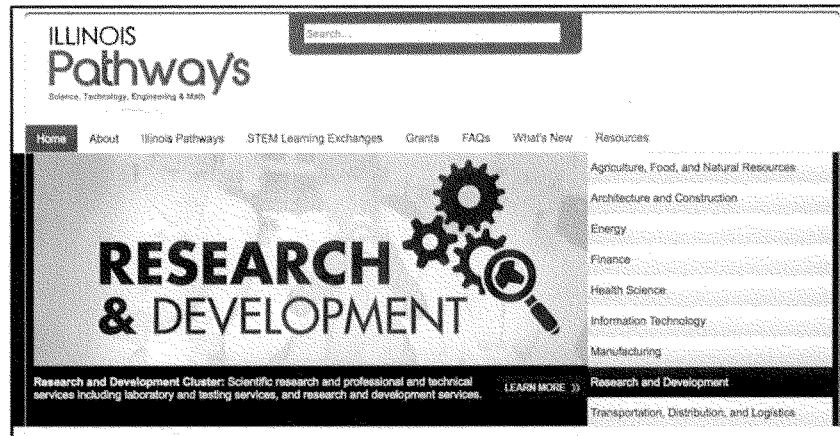 ILLINOIS
Pathways
Science, Technology, Engineering & Math
Search...
Home About Illinois Pathways STEM Learning Exchanges Grants FAQs What's New Resources
RESEARCH
& DEVELOPMENT
Research and Development Cluster: Scientific research and professional and technical
services including laboratory and testing services, and research and development services.
LEARN MORE »
Agriculture, Food, and Natural Resources
Architecture and Construction
Energy
Finance
Health Science
Information Technology
Manufacturing
Research and Development
Transportation, Distribution, and Logistics